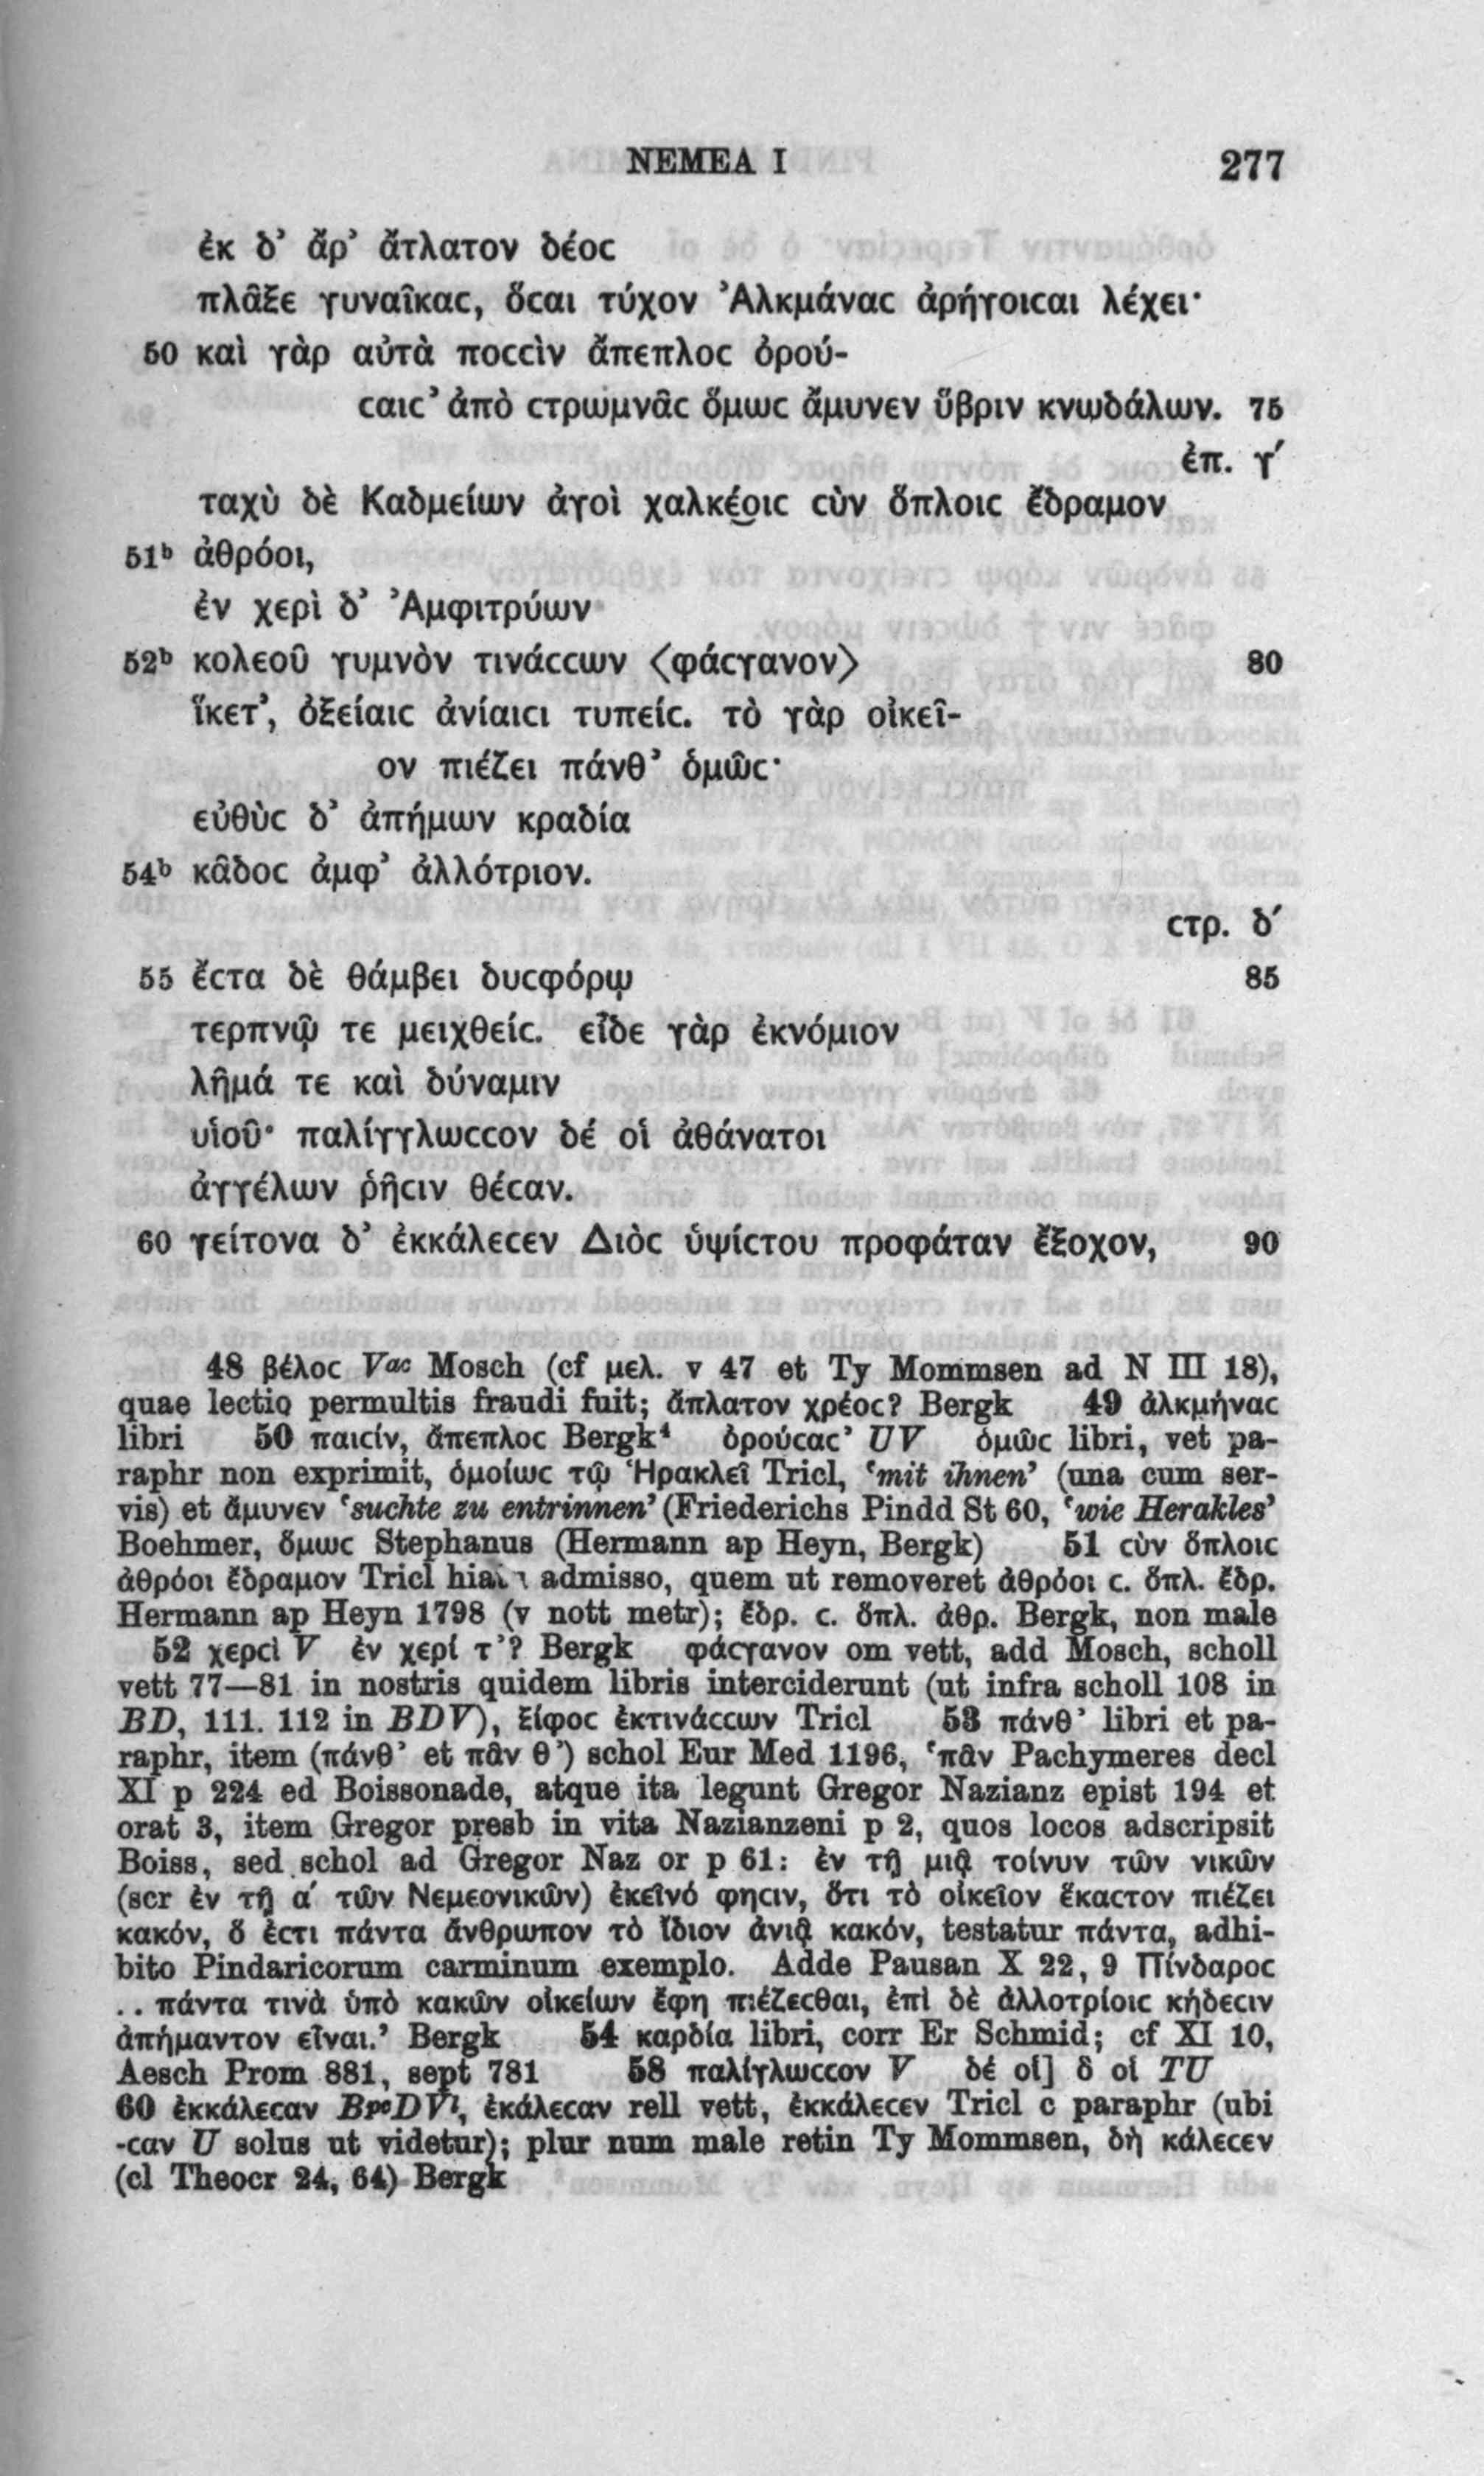 ΝΕΜΕΑ Ι 277
ἐκ δ’ ἄρ’ ἄτλατον δέοϲ
πλᾶξε γυναῖκαϲ, ὅϲαι τύχον Ἀλκμάναϲ ἀρήγοιϲαι λέχει·
50 καὶ γὰρ αὐτὰ ποϲϲὶν ἄπεπλοϲ ὀρού-
ϲαιϲ’ ἀπὸ ϲτρωμνᾶϲ ὅμωϲ ἄμυνεν ὕβριν κνωδάλων. 75
ἐπ. γ′
ταχὺ δὲ Καδμείων ἀγοὶ χαλκέ͜οιϲ ϲὺν ὅπλοιϲ ἔδραμον
51ᵇ ἀθρόοι,
ἐν χερὶ δ’ Ἀμφιτρύων
52ᵇ κολεοῦ γυμνὸν τινάϲϲων ⟨φάϲγανον⟩ 80
ἵκετ’, ὀξείαιϲ ἀνίαιϲι τυπείϲ. τὸ γὰρ οἰκεῖ-
ον πιέζει πάνθ’ ὁμῶϲ·
εὐθὺϲ δ’ ἀπήμων κραδία
54ᵇ κᾶδοϲ ἀμφ’ ἀλλότριον.
ϲτρ. δ′
55 ἔϲτα δὲ θάμβει δυϲφόρῳ 85
τερπνῷ τε μειχθείϲ. εἶδε γὰρ ἐκνόμιον
λῆμά τε καὶ δύναμιν
υἱοῦ· παλίγγλωϲϲον δέ οἱ ἀθάνατοι
ἀγγέλων ῥῆϲιν θέϲαν.
60 γείτονα δ’ ἐκκάλεϲεν Διὸϲ ὑψίϲτου προφάταν ἔξοχον, 90
48 βέλοϲ Vac Mosch (cf μελ. v 47 et Ty Mommsen ad N III 18),
quae lectio permultis fraudi fuit; ἄπλατον χρέοϲ? Bergk 49 ἀλκμήναϲ
libri 50 παιϲίν, ἄπεπλοϲ Bergk⁴ ὀρούϲαϲ’ UV ὁμῶϲ libri, vet pa-
raphr non exprimit, ὁμοίωϲ τῷ Ἡρακλεῖ Tricl, ‘mit ihnen’ (una cum ser-
vis) et ἄμυνεν ‘suchte zu entrinnen’ (Friederichs Pindd St 60, ‘wie Herakles’
Boehmer, ὅμωϲ Stephanus (Hermann ap Heyn, Bergk) 51 ϲὺν ὅπλοιϲ
ἀθρόοι ἔδραμον Tricl admisso, quem ut removeret ἀθρόοι ϲ. ὅπλ. ἔδρ.
Hermann ap Heyn 1798 (v nott metr); ἔδρ. ϲ. ὅπλ. ἀθρ. Bergk, non male
52 χερϲὶ V ἐν χερί τ’? Bergk φάϲγανον om vett, add Mosch, scholl
vett 77—81 in nostris quidem libris interciderunt (ut infra scholl 108 in
BD, 111. 112 in BDV), ξίφοϲ ἐκτινάϲϲων Tricl 53 πάνθ’ libri et pa-
raphr, item (πάνθ’ et πᾶν θ’) schol Eur Med 1196, ‘πᾶν Pachymeres decl
XI p 224 ed Boissonade, atque ita legunt Gregor Nazianz epist 194 et
orat 3, item Gregor presb in vita Nazianzeni p 2, quos locos adscripsit
Boiss, sed schol ad Gregor Naz or p 61: ἐν τῇ μιᾷ τοίνυν τῶν νικῶν
(scr ἐν τῇ α′ τῶν Νεμεονικῶν) ἐκεῖνό φηϲιν, ὅτι τὸ οἰκεῖον ἕκαϲτον πιέζει
κακόν, ὅ ἐϲτι πάντα ἄνθρωπον τὸ ἴδιον ἀνιᾷ κακόν, testatur πάντα, adhi-
bito Pindaricorum carminum exemplo. Adde Pausan X 22, 9 Πίνδαροϲ
.. πάντα τινὰ ὑπὸ κακῶν οἰκείων ἔφη πιέζεϲθαι, ἐπὶ δὲ ἀλλοτρίοιϲ κήδεϲιν
ἀπήμαντον εἶναι.’ Bergk 54 καρδία libri, corr Er Schmid; cf XI 10,
Aesch Prom 881, sept 781 58 παλίγλωϲϲον V δέ οἱ] δ οἱ TU
60 ἐκκάλεϲαν BpcDVl, ἐκάλεϲαν rell vett, ἐκκάλεϲεν Tricl c paraphr (ubi
-ϲαν U solus ut videtur); plur num male retin Ty Mommsen, δὴ κάλεϲεν
(cl Theocr 24, 64) Bergk